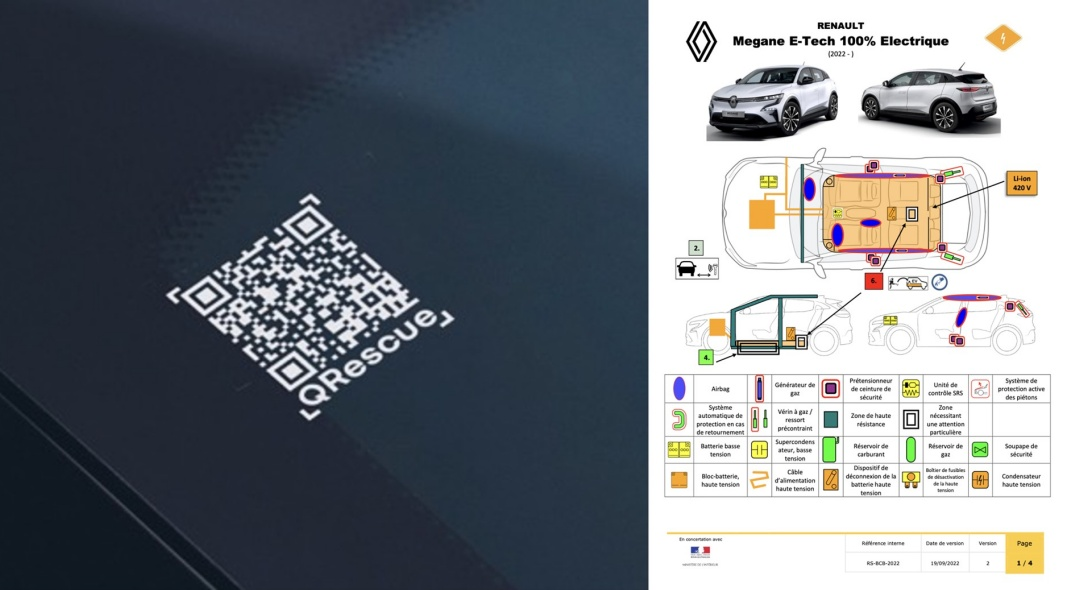 QRescue
RENAULT
Megane E-Tech 100% Electrique
(2022 - )
Li-ion
420 V
2.
6.
4.
Airbag
Générateur de
gaz
Prétensionneur
de ceinture de
sécurité
Unité de
contrôle SRS
Système de
protection active
des piétons
Système
automatique de
protection en cas
de retournement
Vérin à gaz /
ressort
précontraint
Zone de haute
résistance
Zone
nécessitant
une attention
particulière
Batterie basse
tension
Supercondens
ateur, basse
tension
Réservoir de
carburant
Réservoir de
gaz
Soupape de
sécurité
Bloc-batterie,
haute tension
Câble
d'alimentation
haute tension
Dispositif de
déconnexion de la
batterie haute
tension
Boîtier de fusibles
de désactivation
de la haute
tension
Condensateur
haute tension
En concertation avec
MINISTÈRE DE L'INTÉRIEUR
Référence interne
Date de version
Version
Page
RS-BCB-2022
19/09/2022
2
1 / 4